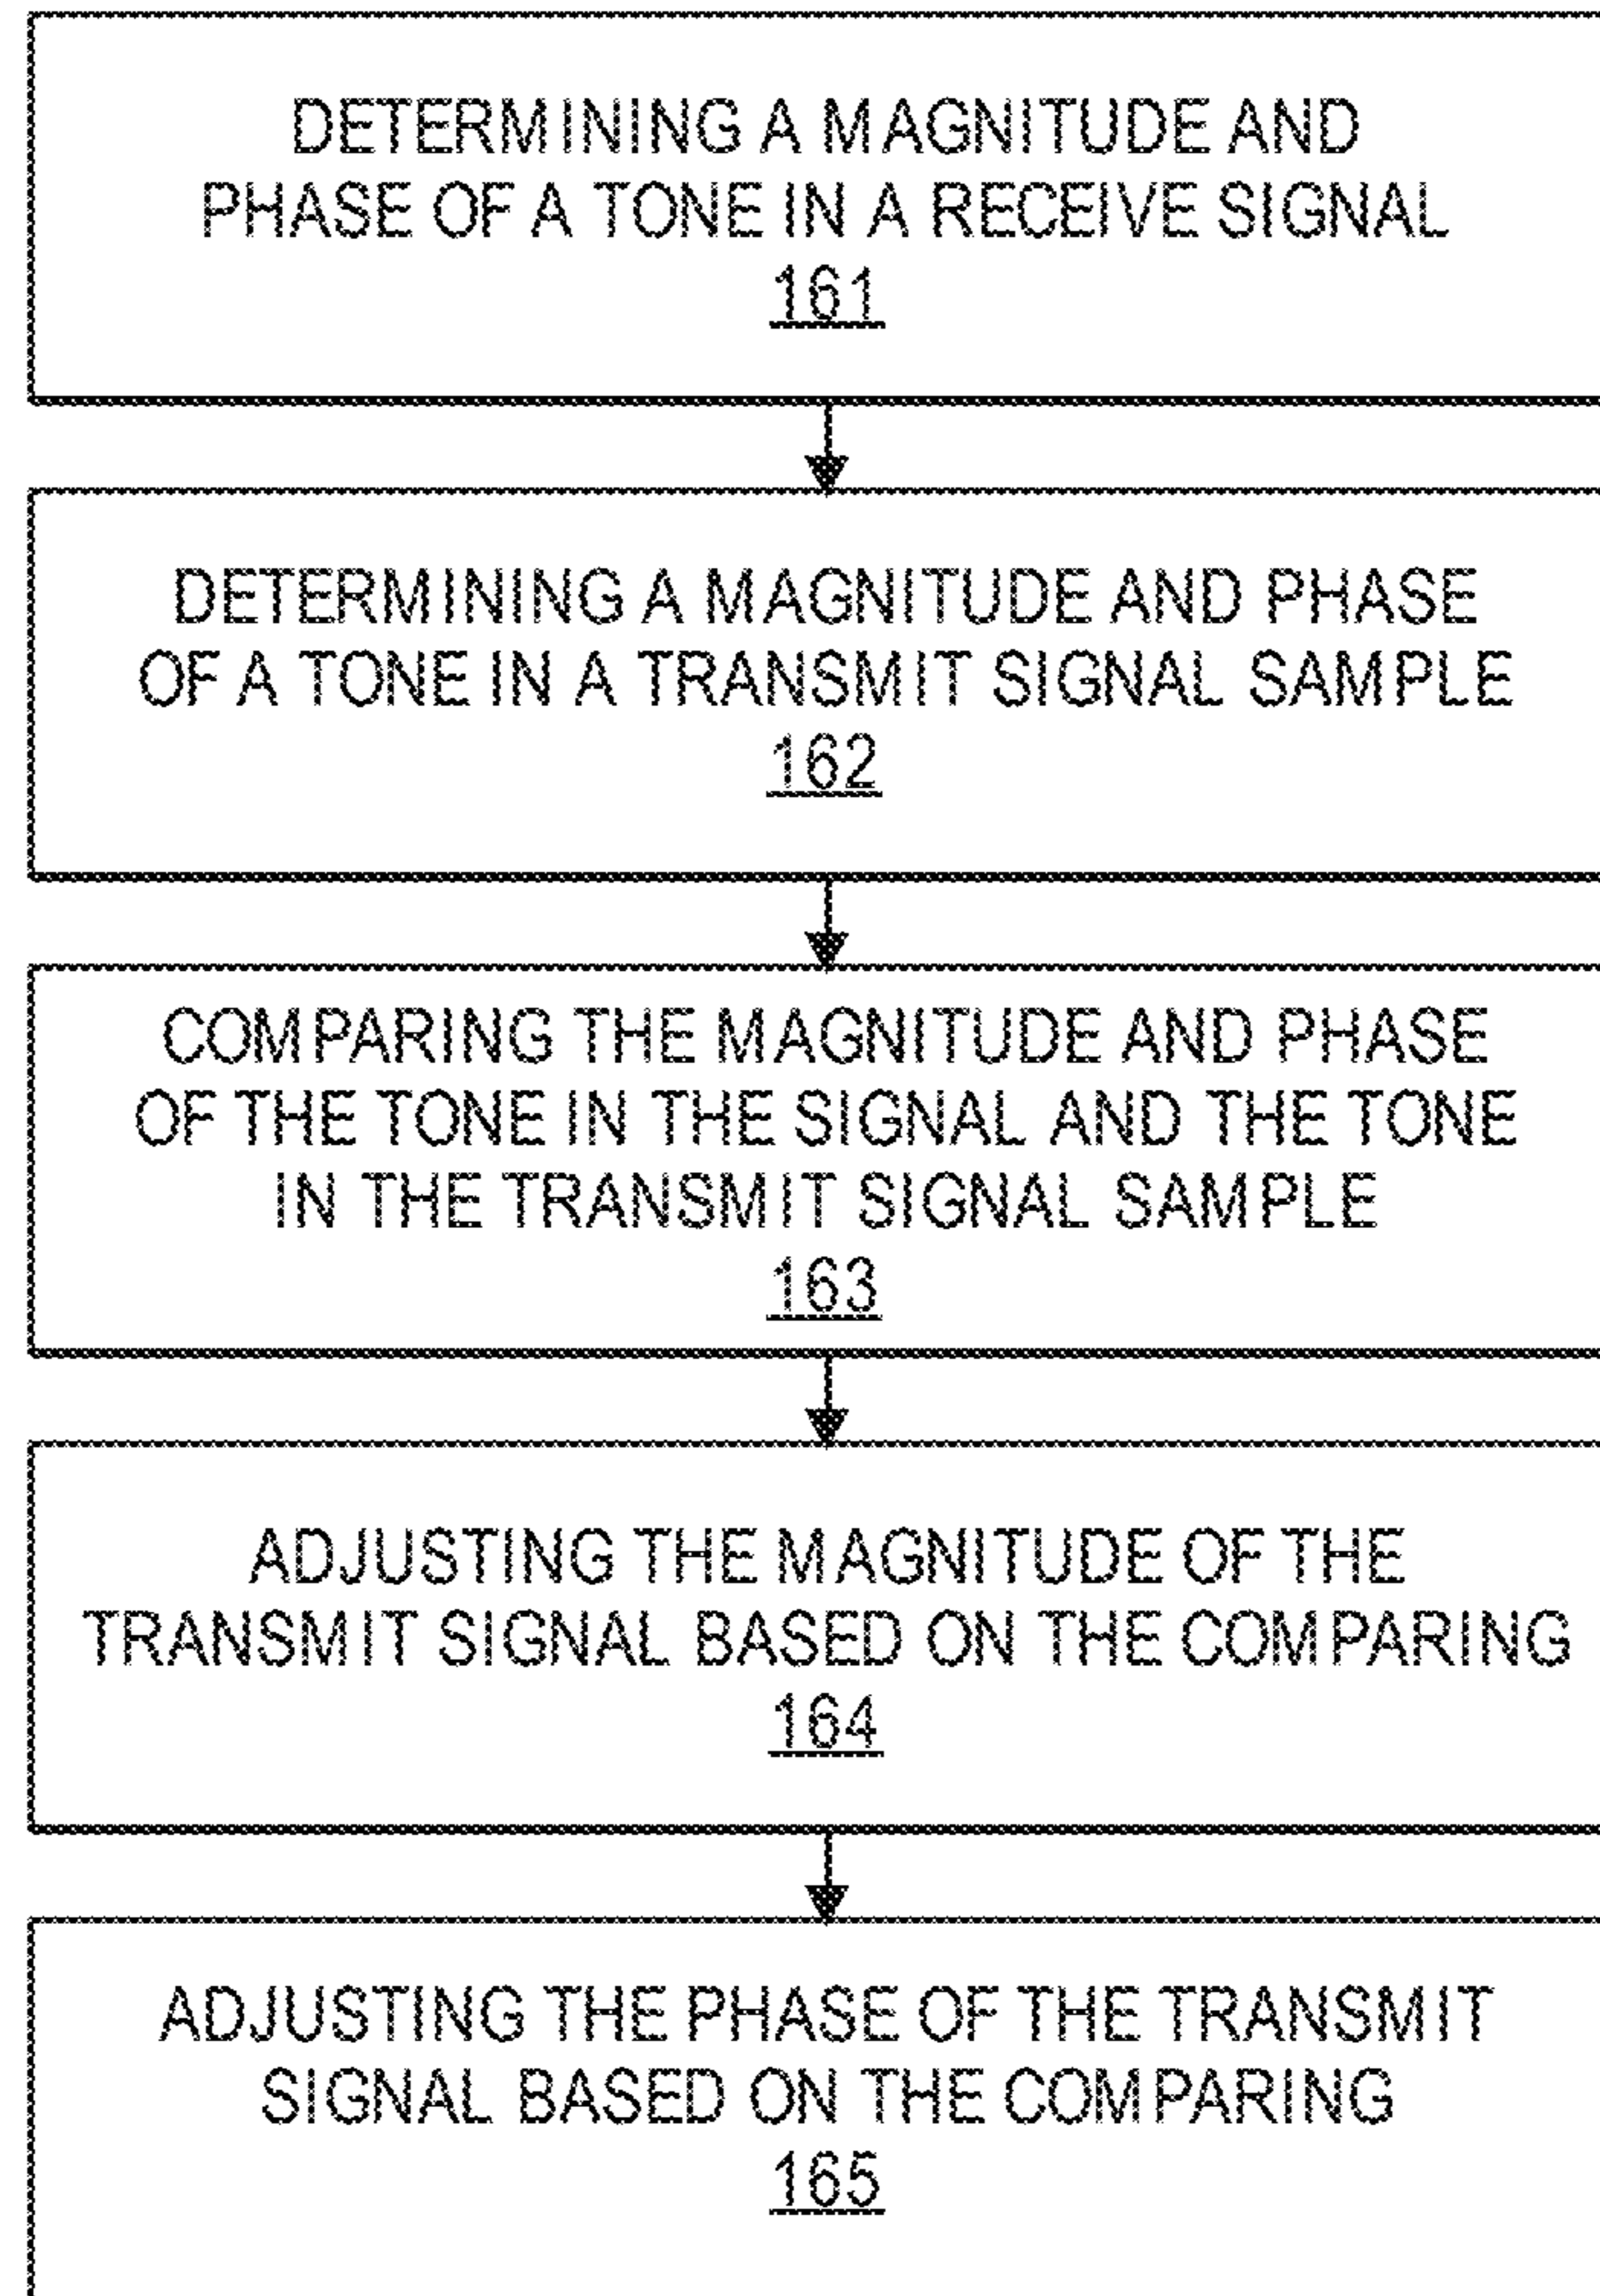 DETERMINING A MAGNITUDE AND
PHASE OF A TONE IN A RECEIVE SIGNAL
161
DETERMINING A MAGNITUDE AND PHASE
OF A TONE IN A TRANSMIT SIGNAL SAMPLE
162
COMPARING THE MAGNITUDE AND PHASE
OF THE TONE IN THE SIGNAL AND THE TONE
IN THE TRANSMIT SIGNAL SAMPLE
163
ADJUSTING THE MAGNITUDE OF THE
TRANSMIT SIGNAL BASED ON THE COMPARING
164
ADJUSTING THE PHASE OF THE TRANSMIT
SIGNAL BASED ON THE COMPARING
165